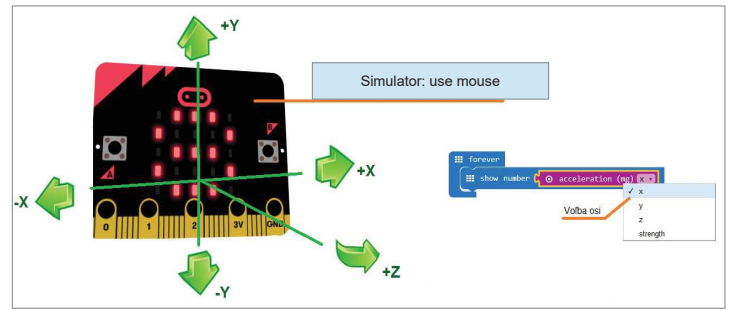 +Y
Simulator: use mouse
B
A
+X
-X
0 1 2 3V GND
+Z
-Y
forever
show number acceleration (mg) x
✓ x
y
z
strength
Voľba osi